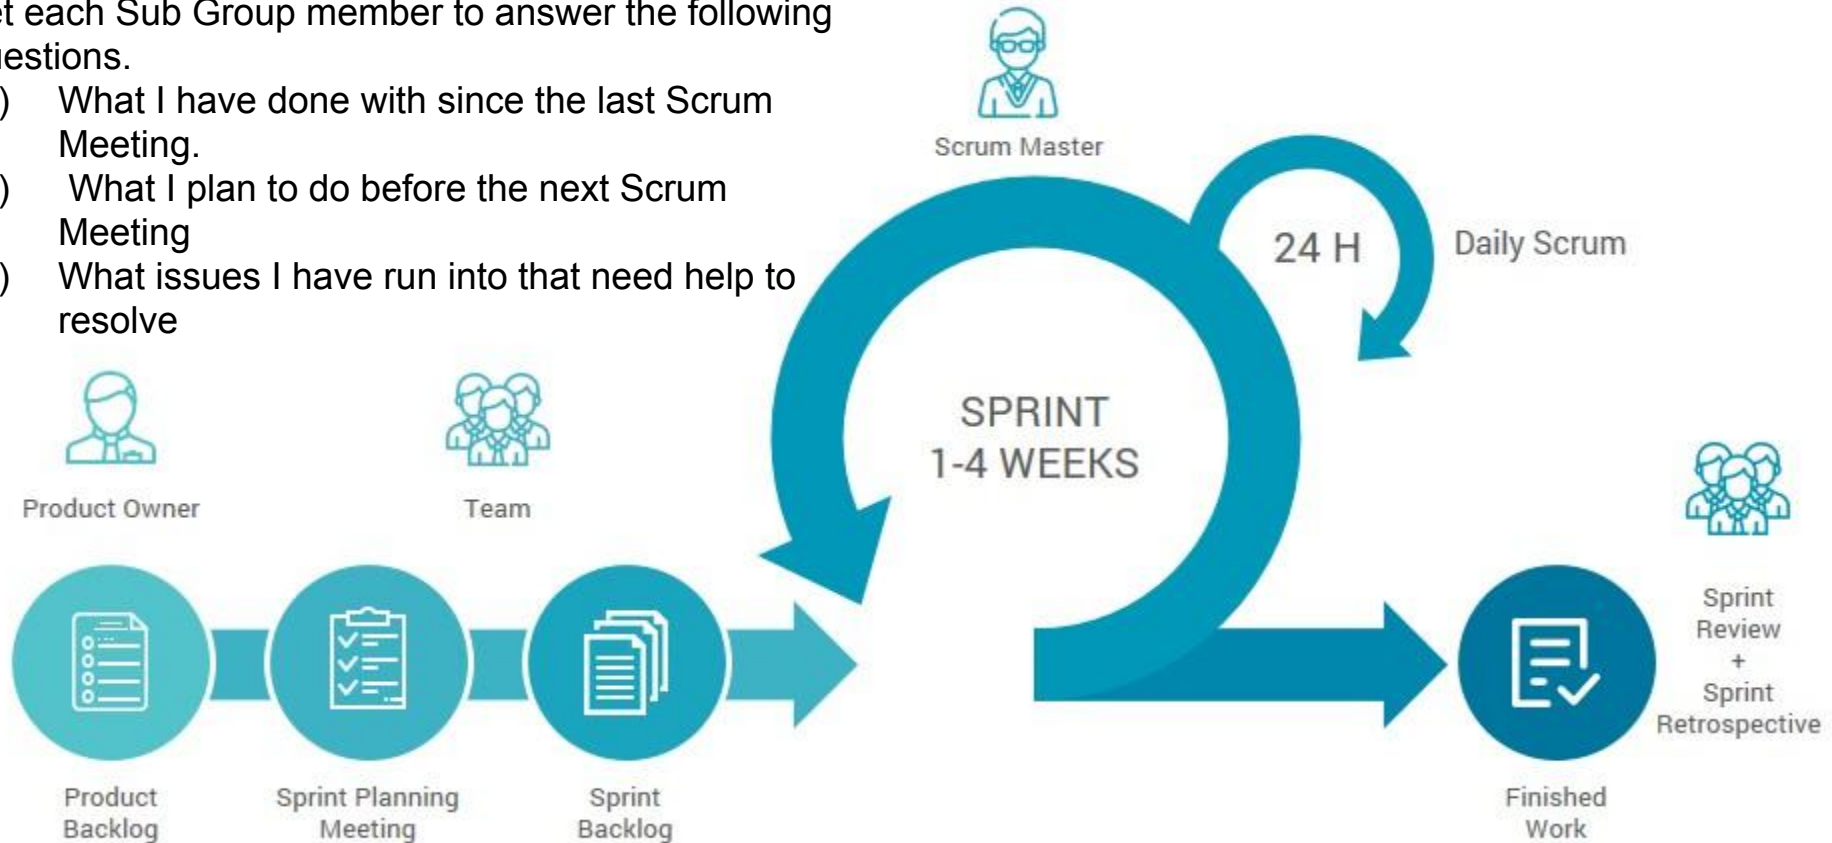 et each Sub Group member to answer the following
uestions.
) What I have done with since the last Scrum
Meeting.
) What I plan to do before the next Scrum
Meeting
) What issues I have run into that need help to
resolve
Scrum Master
24 H
Daily Scrum
SPRINT
1-4 WEEKS
Product Owner
Team
Sprint
Review
+
Sprint
Retrospective
Product
Backlog
Sprint Planning
Meeting
Sprint
Backlog
Finished
Work